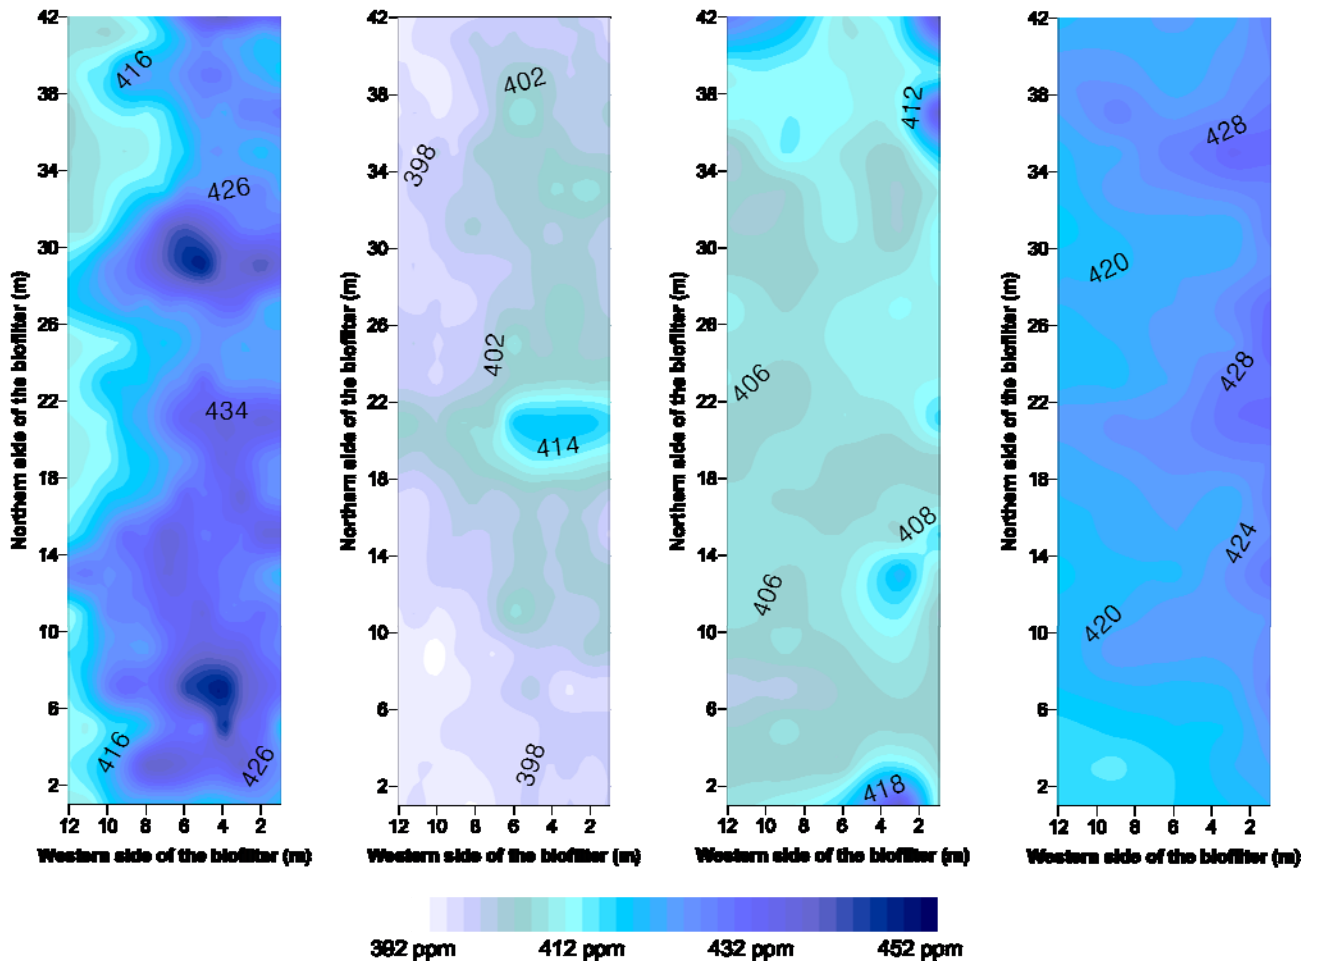 42 38 34 30 26 22 18 14 10 6 2
12 10 8 6 4 2
Northern side of the biofilter (m)
Western side of the biofilter (m)
416
426
434
416
426
42 38 34 30 26 22 18 14 10 6 2
12 10 8 6 4 2
Northern side of the biofilter (m)
Western side of the biofilter (m)
402
398
402
414
398
42 38 34 30 26 22 18 14 10 6 2
12 10 8 6 4 2
Northern side of the biofilter (m)
Western side of the biofilter (m)
412
406
408
406
418
42 38 34 30 26 22 18 14 10 6 2
12 10 8 6 4 2
Northern side of the biofilter (m)
Western side of the biofilter (m)
428
420
428
424
420
392 ppm 412 ppm 432 ppm 452 ppm